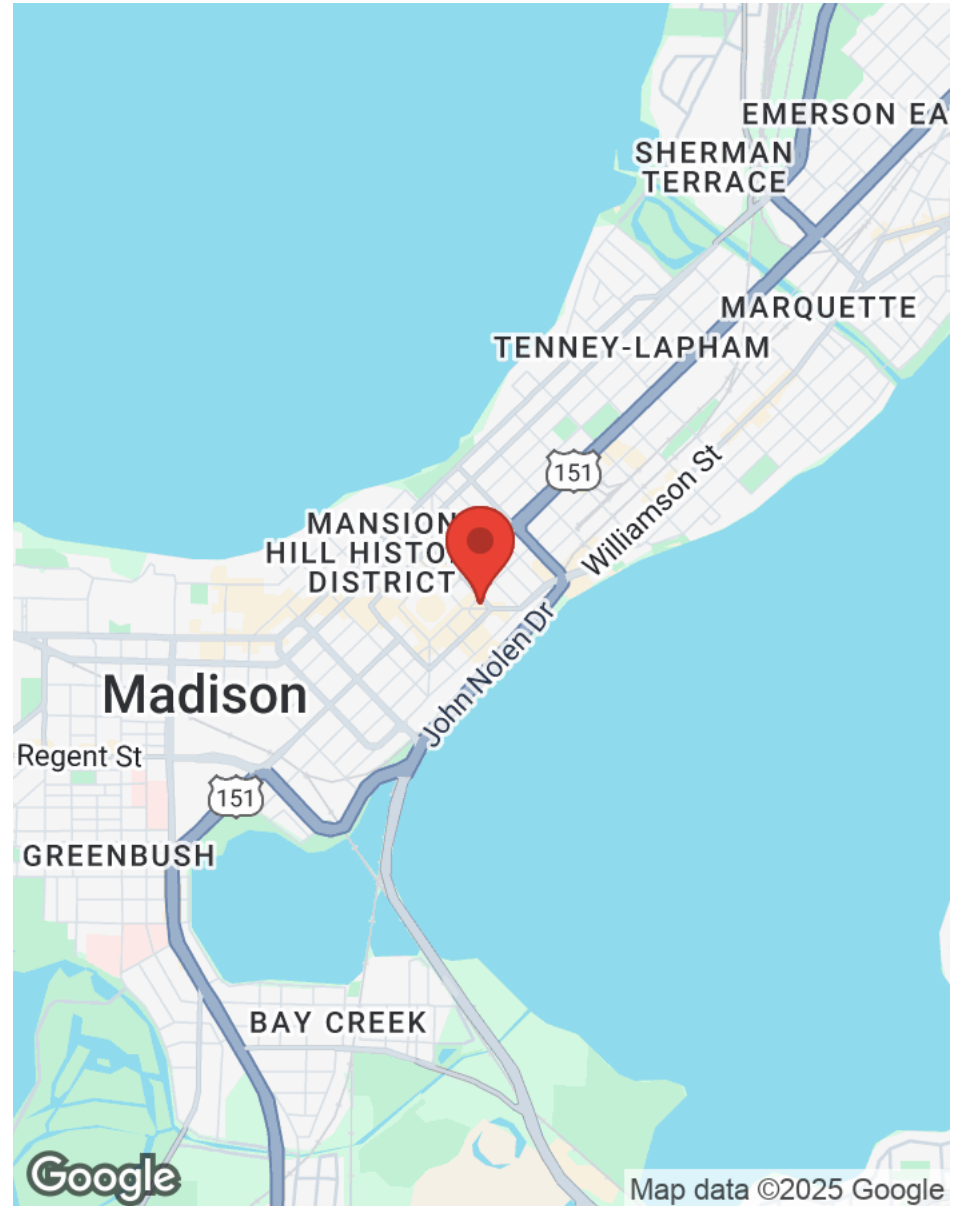 EMERSON EA
SHERMAN
TERRACE
MARQUETTE
TENNEY-LAPHAM
151
Williamson St
MANSION
HILL HISTO
DISTRICT
John Nolen Dr
Madison
Regent St
151
GREENBUSH
BAY CREEK
Google
Map data ©2025 Google